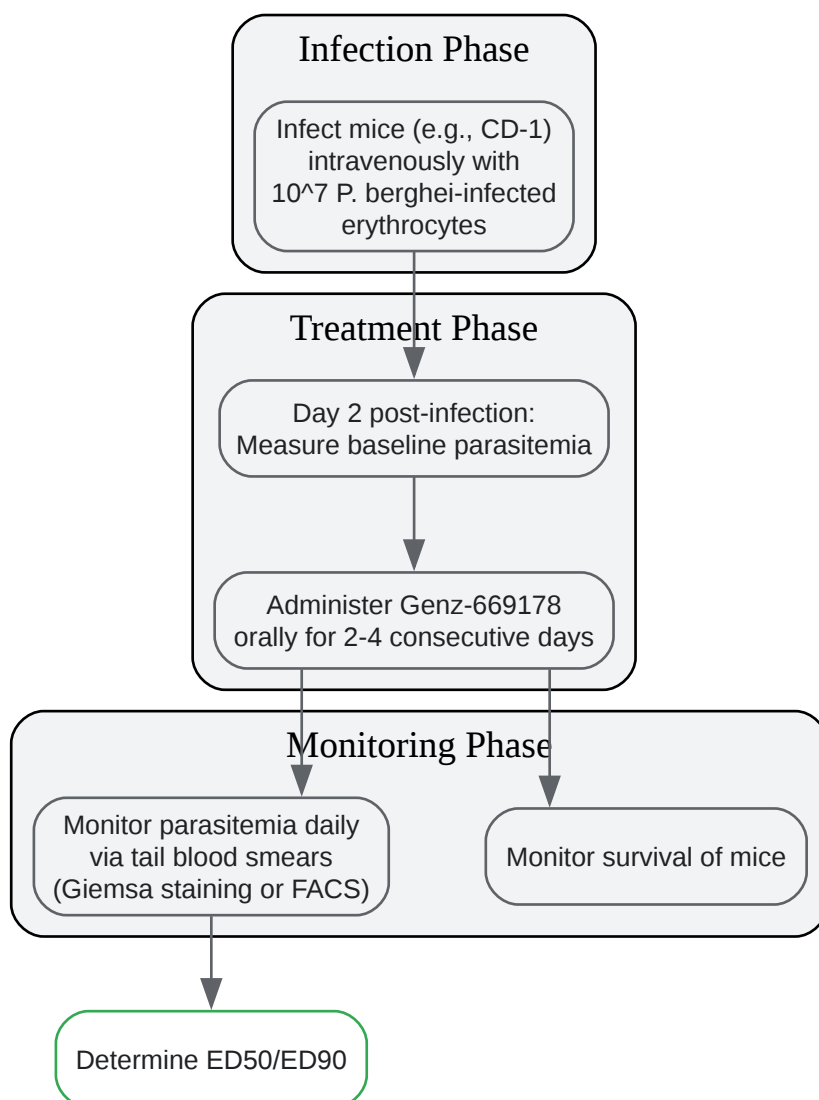 Infection Phase
Infect mice (e.g., CD-1)
intravenously with
10^7 P. berghei-infected
erythrocytes
Treatment Phase
Day 2 post-infection:
Measure baseline parasitemia
Administer Genz-669178
orally for 2-4 consecutive days
Monitoring Phase
Monitor parasitemia daily
via tail blood smears
(Giemsa staining or FACS)
Monitor survival of mice
Determine ED50/ED90